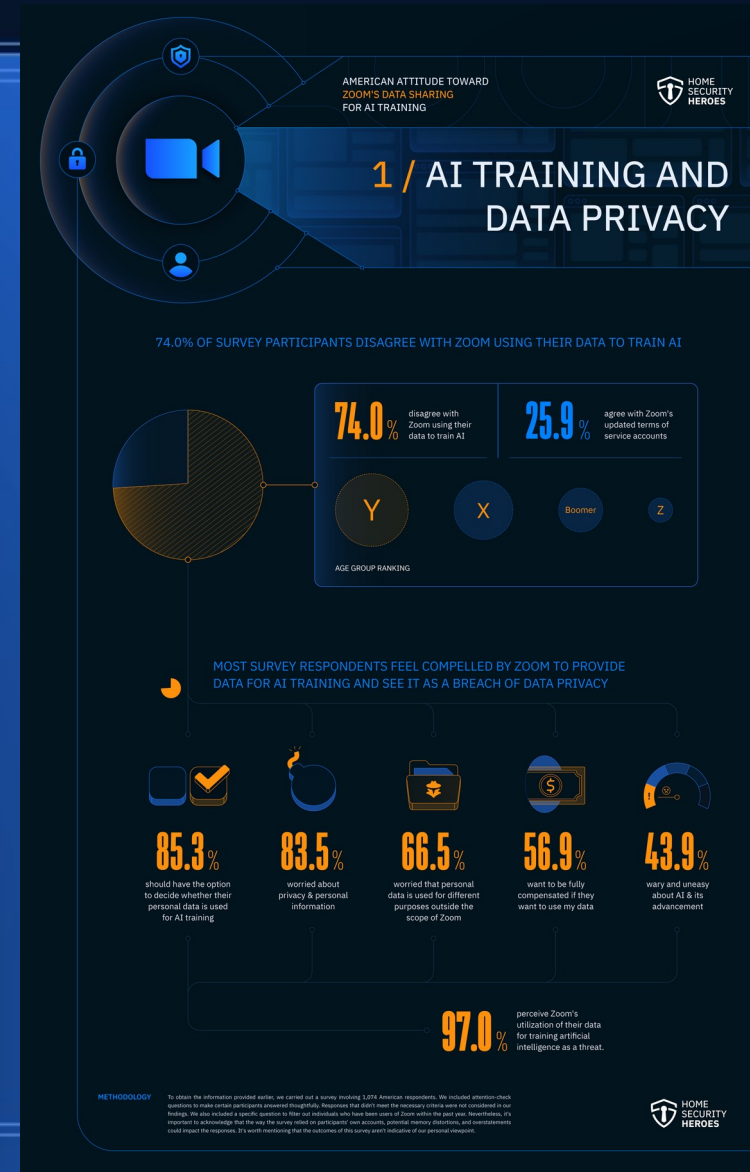 AMERICAN ATTITUDE TOWARD
ZOOM'S DATA SHARING
FOR AI TRAINING
HOME
SECURITY
HEROES
1 / AI TRAINING AND
DATA PRIVACY
74.0% OF SURVEY PARTICIPANTS DISAGREE WITH ZOOM USING THEIR DATA TO TRAIN AI
74.0%
disagree with
Zoom using their
data to train AI
25.9%
agree with Zoom's
updated terms of
service accounts
Y
X
Boomer
Z
AGE GROUP RANKING
MOST SURVEY RESPONDENTS FEEL COMPELLED BY ZOOM TO PROVIDE
DATA FOR AI TRAINING AND SEE IT AS A BREACH OF DATA PRIVACY
85.3%
should have the option
to decide whether their
personal data is used
for AI training
83.5%
worried about
privacy & personal
information
66.5%
worried that personal
data is used for different
purposes outside the
scope of Zoom
$
56.9%
want to be fully
compensated if they
want to use my data
!
43.9%
wary and uneasy
about AI & its
advancement
97.0%
perceive Zoom's
utilization of their data
for training artificial
intelligence as a threat.
METHODOLOGY
To obtain the information provided earlier, we carried out a survey involving 1,074 American respondents. We included attention-check
questions to make certain participants answered thoughtfully. Responses that didn't meet the necessary criteria were not considered in our
findings. We also included a specific question to filter out individuals who have been users of Zoom within the past year. Nevertheless, it's
important to acknowledge that the way the survey relied on participants' own accounts, potential memory distortions, and overstatements
could impact the responses. It's worth mentioning that the outcomes of this survey aren't indicative of our personal viewpoint.
HOME
SECURITY
HEROES